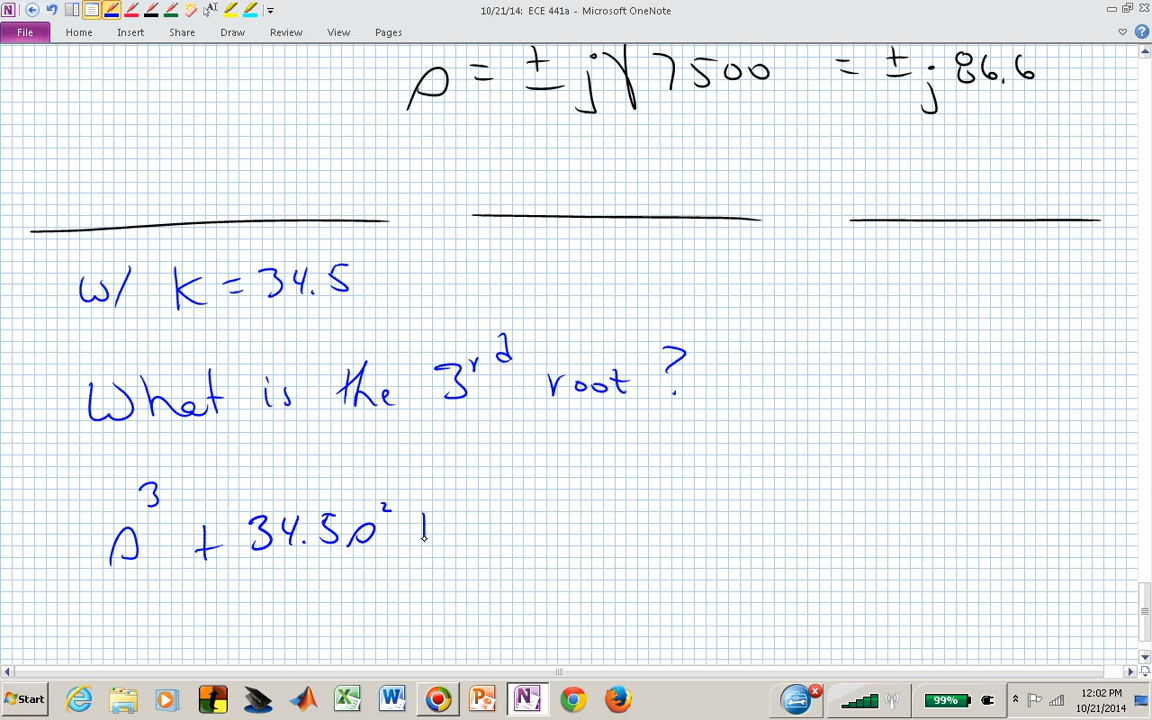 10/21/14: ECE 441a - Microsoft OneNote
File Home Insert Share Draw Review View Pages
s = ± j√7500 = ± j86.6
w/ K = 34.5
What is the 3rd root ?
s³ + 34.5s²
Start
99%
12:02 PM
10/21/2014